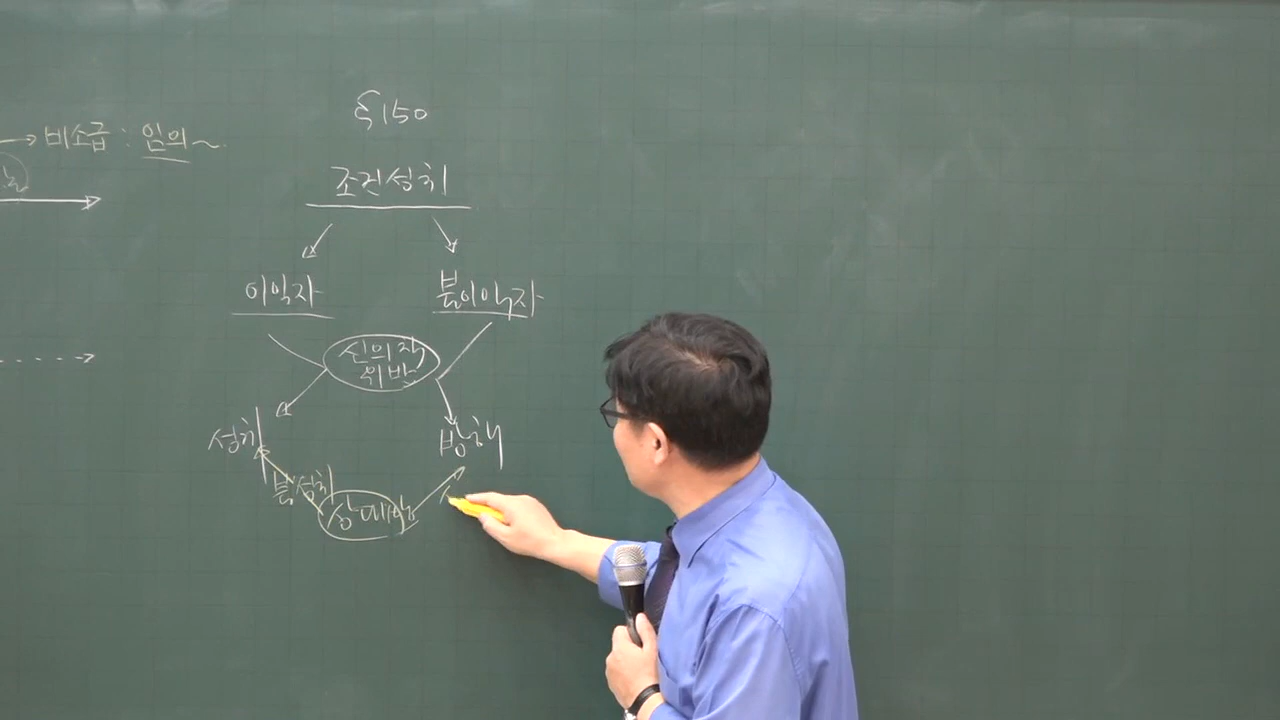 §150
→ 비소급 : 임의~
조건성취
이익자
불이익자
신의칙
위반
성취
방해
불성취
상대방